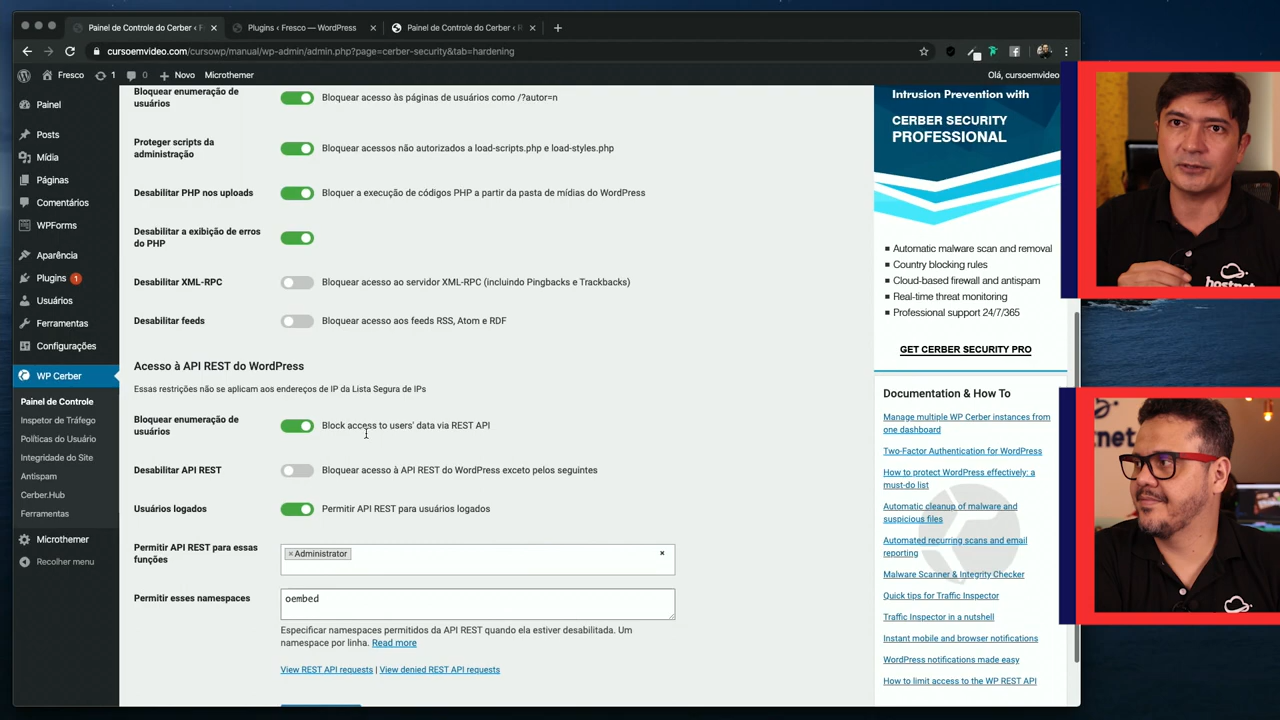 Painel de Controle do Cerber ‹ F
Plugins ‹ Fresco — WordPress
Painel de Controle do Cerber ‹ F
cursoemvideo.com/cursowp/manual/wp-admin/admin.php?page=cerber-security&tab=hardening
Fresco
1
0
Novo
Microthemer
Olá, cursoemvideo
Painel
Posts
Mídia
Páginas
Comentários
WPForms
Aparência
Plugins 1
Usuários
Ferramentas
Configurações
WP Cerber
Painel de Controle
Inspetor de Tráfego
Políticas do Usuário
Integridade do Site
Antispam
Cerber.Hub
Ferramentas
Microthemer
Recolher menu
Bloquear enumeração de
usuários
Bloquear acesso às páginas de usuários como /?autor=n
Proteger scripts da
administração
Bloquear acessos não autorizados a load-scripts.php e load-styles.php
Desabilitar PHP nos uploads
Bloquer a execução de códigos PHP a partir da pasta de mídias do WordPress
Desabilitar a exibição de erros
do PHP
Desabilitar XML-RPC
Bloquear acesso ao servidor XML-RPC (incluindo Pingbacks e Trackbacks)
Desabilitar feeds
Bloquear acesso aos feeds RSS, Atom e RDF
Acesso à API REST do WordPress
Essas restrições não se aplicam aos endereços de IP da Lista Segura de IPs
Bloquear enumeração de
usuários
Block access to users' data via REST API
Desabilitar API REST
Bloquear acesso à API REST do WordPress exceto pelos seguintes
Usuários logados
Permitir API REST para usuários logados
Permitir API REST para essas
funções
×Administrator
×
Permitir esses namespaces
oembed
Especificar namespaces permitidos da API REST quando ela estiver desabilitada. Um
namespace por linha. Read more
View REST API requests | View denied REST API requests
Intrusion Prevention with
CERBER SECURITY
PROFESSIONAL
Automatic malware scan and removal
Country blocking rules
Cloud-based firewall and antispam
Real-time threat monitoring
Professional support 24/7/365
GET CERBER SECURITY PRO
Documentation & How To
Manage multiple WP Cerber instances from
one dashboard
Two-Factor Authentication for WordPress
How to protect WordPress effectively: a
must-do list
Automatic cleanup of malware and
suspicious files
Automated recurring scans and email
reporting
Malware Scanner & Integrity Checker
Quick tips for Traffic Inspector
Traffic Inspector in a nutshell
Instant mobile and browser notifications
WordPress notifications made easy
How to limit access to the WP REST API
hostnet